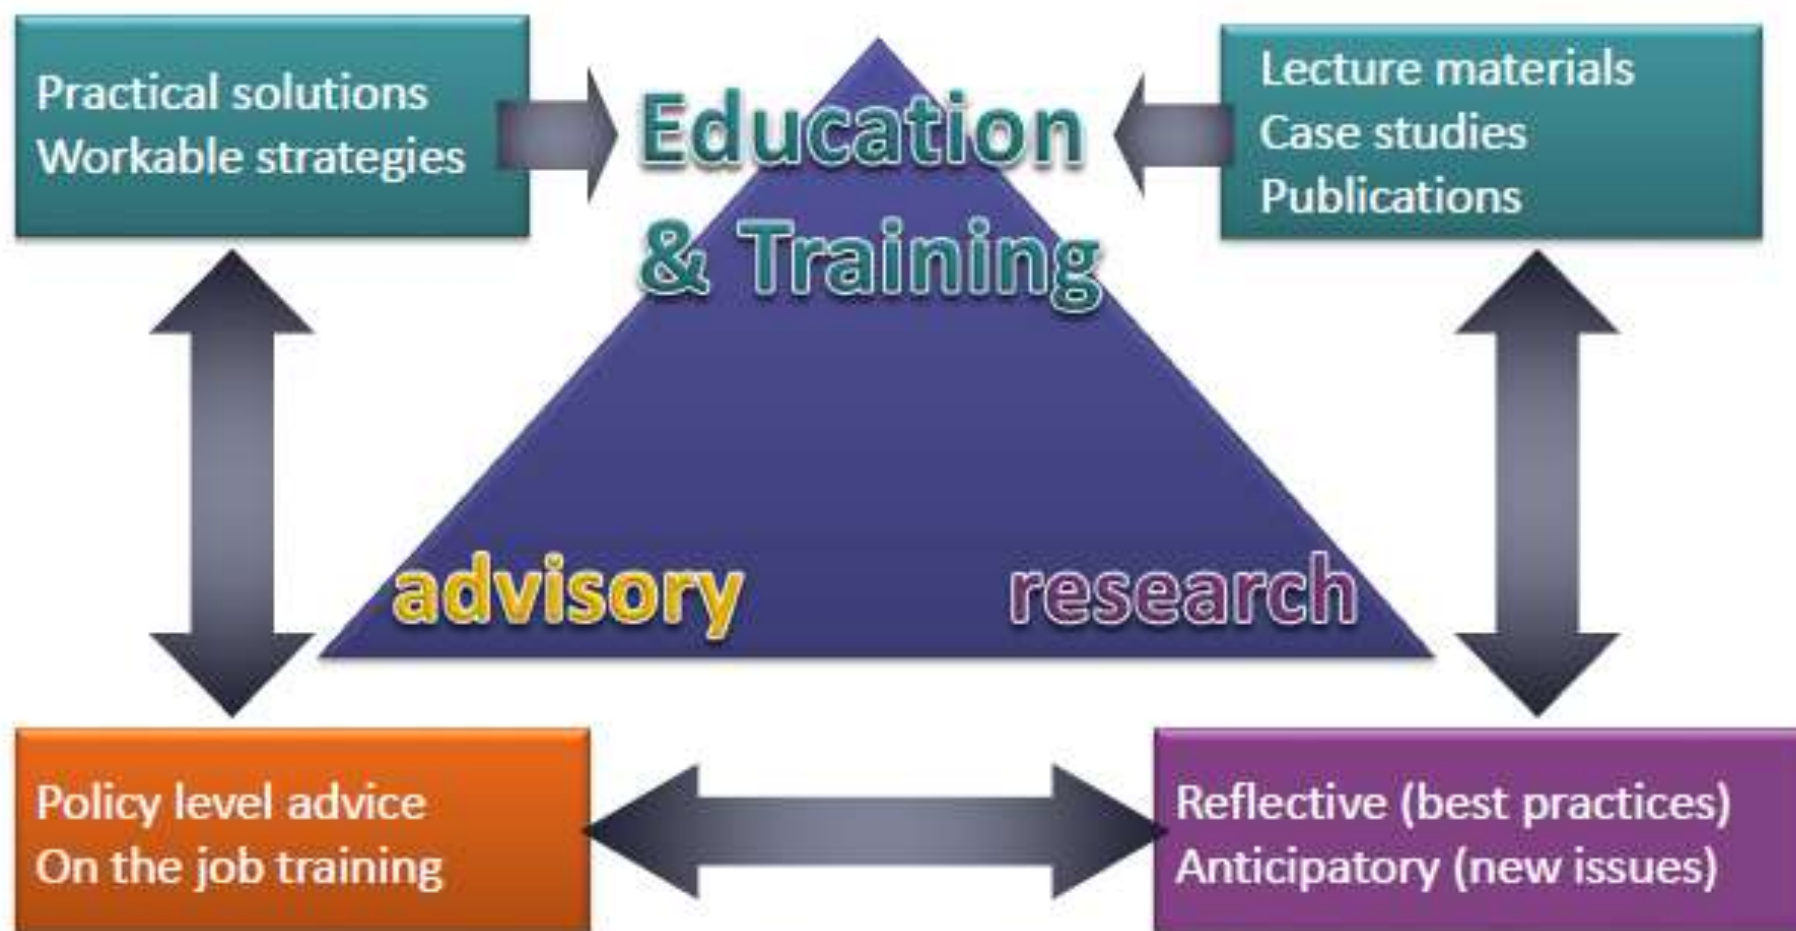 Practical solutions
Workable strategies
Education
& Training
Lecture materials
Case studies
Publications
advisory
research
Policy level advice
On the job training
Reflective (best practices)
Anticipatory (new issues)